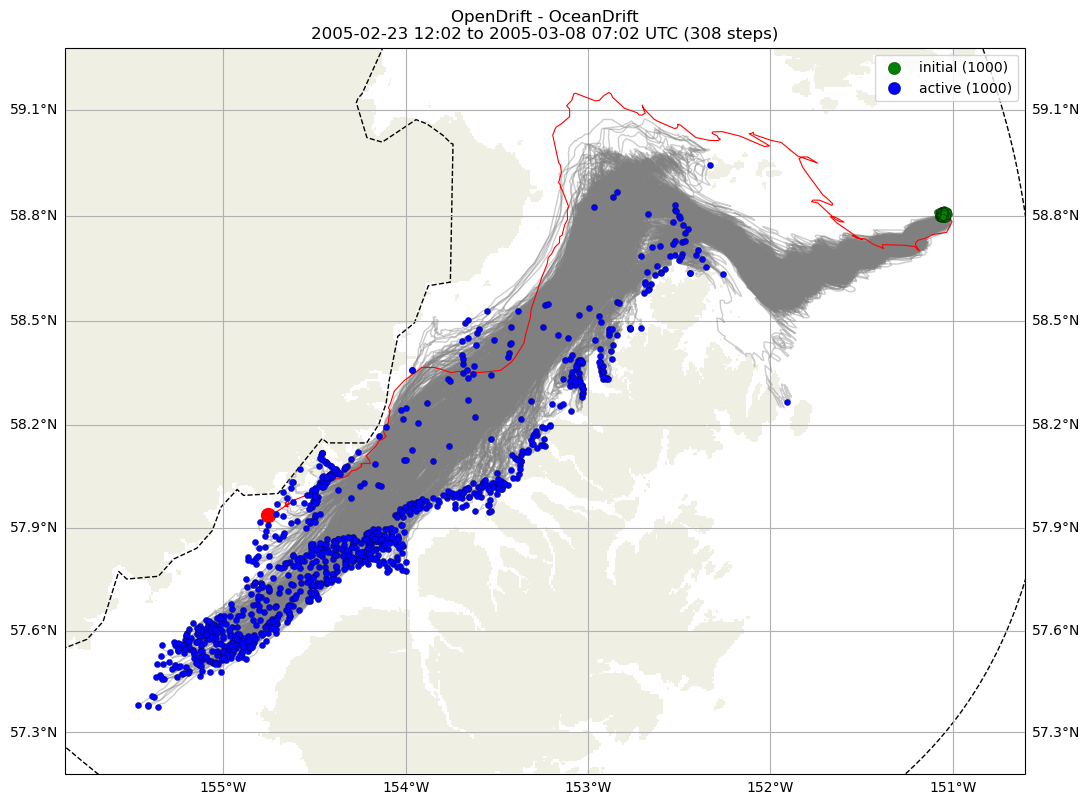 OpenDrift - OceanDrift
2005-02-23 12:02 to 2005-03-08 07:02 UTC (308 steps)
initial (1000)
active (1000)
59.1°N
59.1°N
58.8°N
58.8°N
58.5°N
58.5°N
58.2°N
58.2°N
57.9°N
57.9°N
57.6°N
57.6°N
57.3°N
57.3°N
155°W
154°W
153°W
152°W
151°W